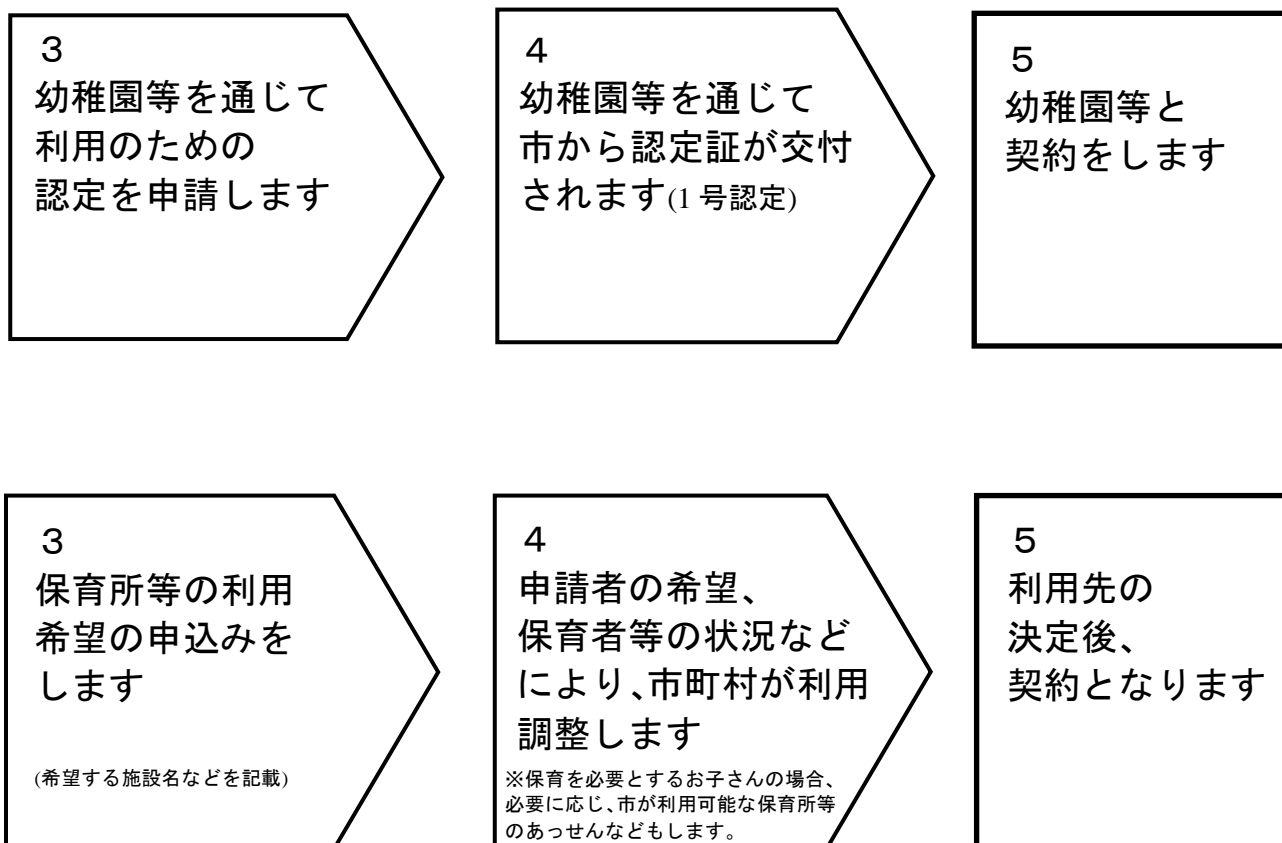 3
幼稚園等を通じて
利用のための
認定を申請します
4
幼稚園等を通じて
市から認定証が交付
されます(1号認定)
5
幼稚園等と
契約をします
3
保育所等の利用
希望の申込みを
します
(希望する施設名などを記載)
4
申請者の希望、
保育者等の状況など
により、市町村が利用
調整します
※保育を必要とするお子さんの場合、
必要に応じ、市が利用可能な保育所等
のあっせんなどもします。
5
利用先の
決定後、
契約となります